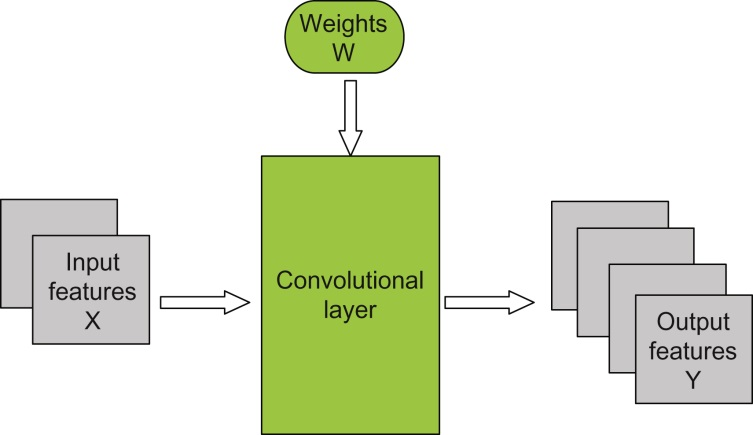 Weights
W
Input
features
X
Convolutional
layer
Output
features
Y